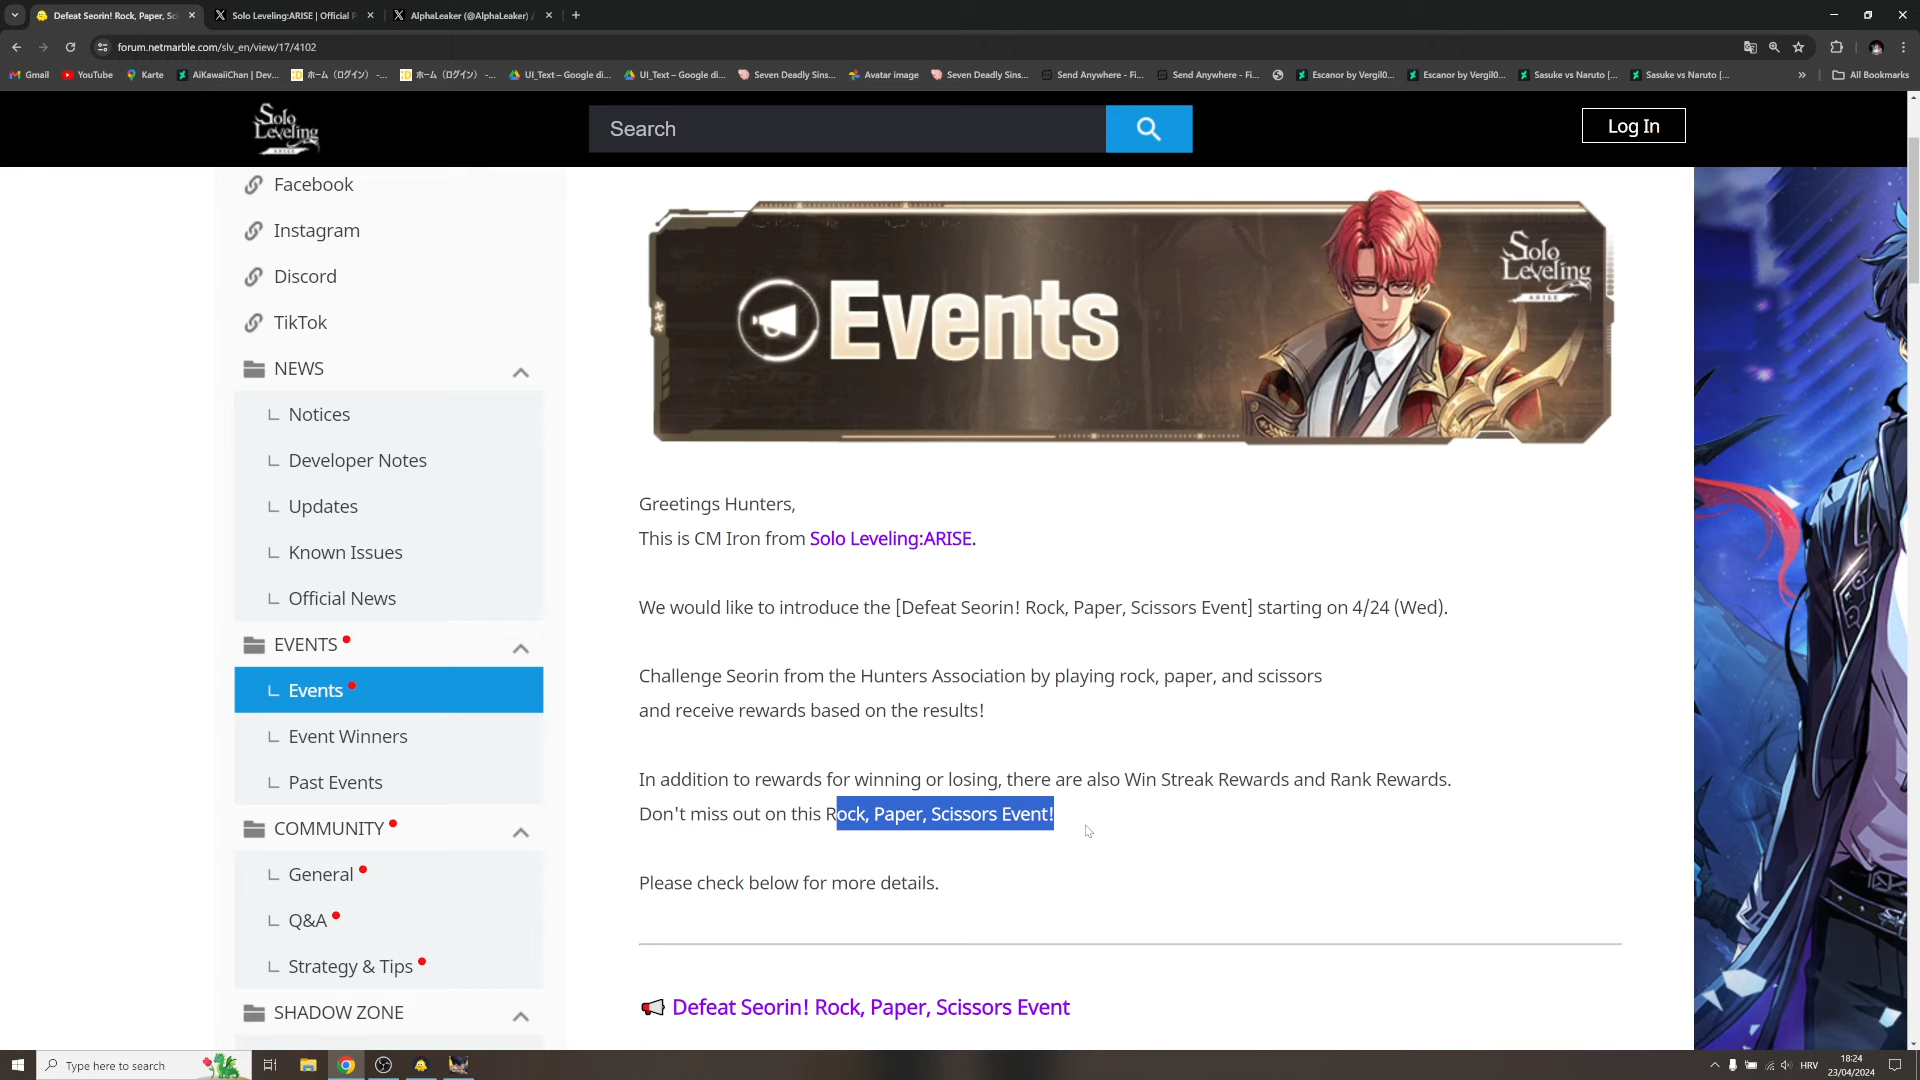 Defeat Seorin! Rock, Paper, Sc
Solo Leveling:ARISE | Official P
AlphaLeaker (@AlphaLeaker) /
forum.netmarble.com/slv_en/view/17/4102
Gmail
YouTube
Karte
AiKawaiiChan | Dev...
ホーム（ログイン） -...
ホーム（ログイン） -...
UI_Text – Google di...
UI_Text – Google di...
Seven Deadly Sins...
Avatar image
Seven Deadly Sins...
Send Anywhere - Fi...
Send Anywhere - Fi...
Escanor by Vergil0...
Escanor by Vergil0...
Sasuke vs Naruto [...
Sasuke vs Naruto [...
All Bookmarks
Solo Leveling ARISE
Search
Log In
Facebook
Instagram
Discord
TikTok
NEWS
Notices
Developer Notes
Updates
Known Issues
Official News
EVENTS
Events
Event Winners
Past Events
COMMUNITY
General
Q&A
Strategy & Tips
SHADOW ZONE
Events
Solo Leveling ARISE
Greetings Hunters,
This is CM Iron from Solo Leveling:ARISE.
We would like to introduce the [Defeat Seorin! Rock, Paper, Scissors Event] starting on 4/24 (Wed).
Challenge Seorin from the Hunters Association by playing rock, paper, and scissors
and receive rewards based on the results!
In addition to rewards for winning or losing, there are also Win Streak Rewards and Rank Rewards.
Don't miss out on this Rock, Paper, Scissors Event!
Please check below for more details.
Defeat Seorin! Rock, Paper, Scissors Event
Type here to search
HRV
18:24
23/04/2024